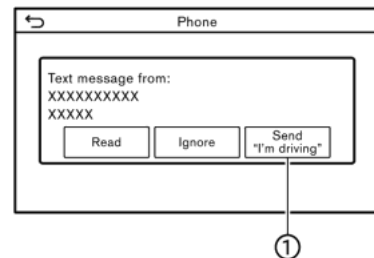 Phone
Text message from:
XXXXXXXXXX
XXXXX
Read
Ignore
Send
"I'm driving"
①